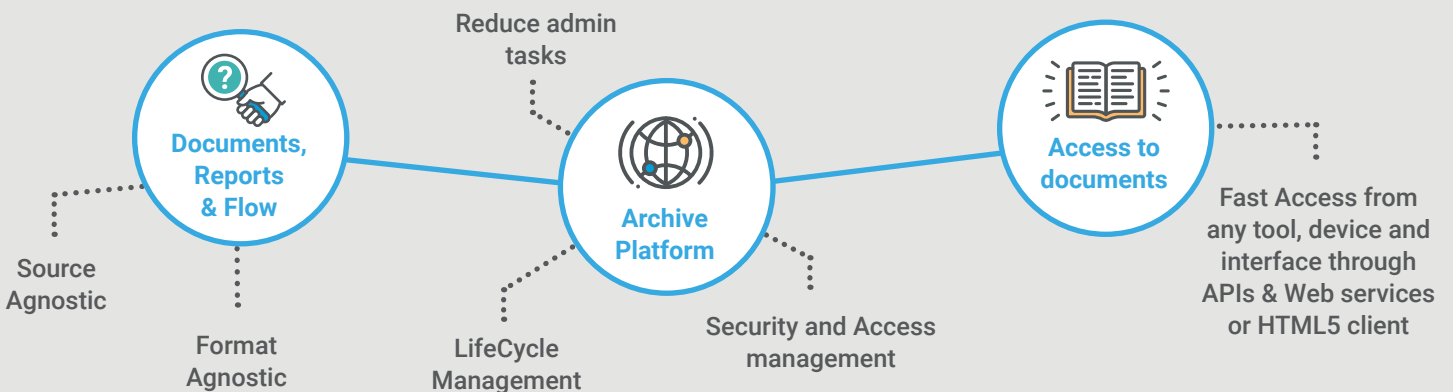 Documents,
Reports
& Flow
Source
Agnostic
Format
Agnostic
Reduce admin
tasks
Archive
Platform
LifeCycle
Management
Security and Access
management
Access to
documents
Fast Access from
any tool, device and
interface through
APIs & Web services
or HTML5 client
?